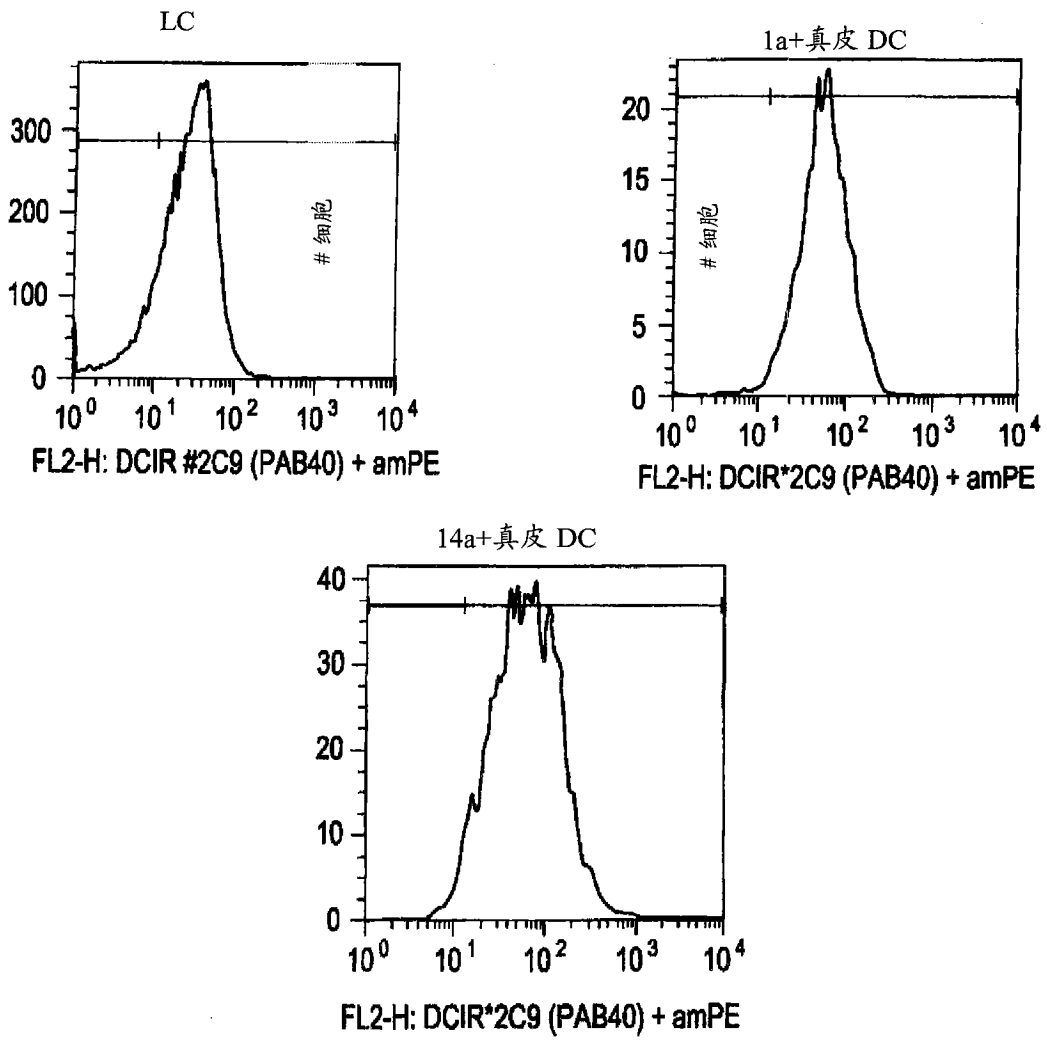 LC
300
200
100
0
# 细胞
10⁰ 10¹ 10² 10³ 10⁴
FL2-H: DCIR #2C9 (PAB40) + amPE
1a+真皮 DC
20
15
10
5
0
# 细胞
10⁰ 10¹ 10² 10³ 10⁴
FL2-H: DCIR*2C9 (PAB40) + amPE
14a+真皮 DC
40
30
20
10
0
10⁰ 10¹ 10² 10³ 10⁴
FL2-H: DCIR*2C9 (PAB40) + amPE